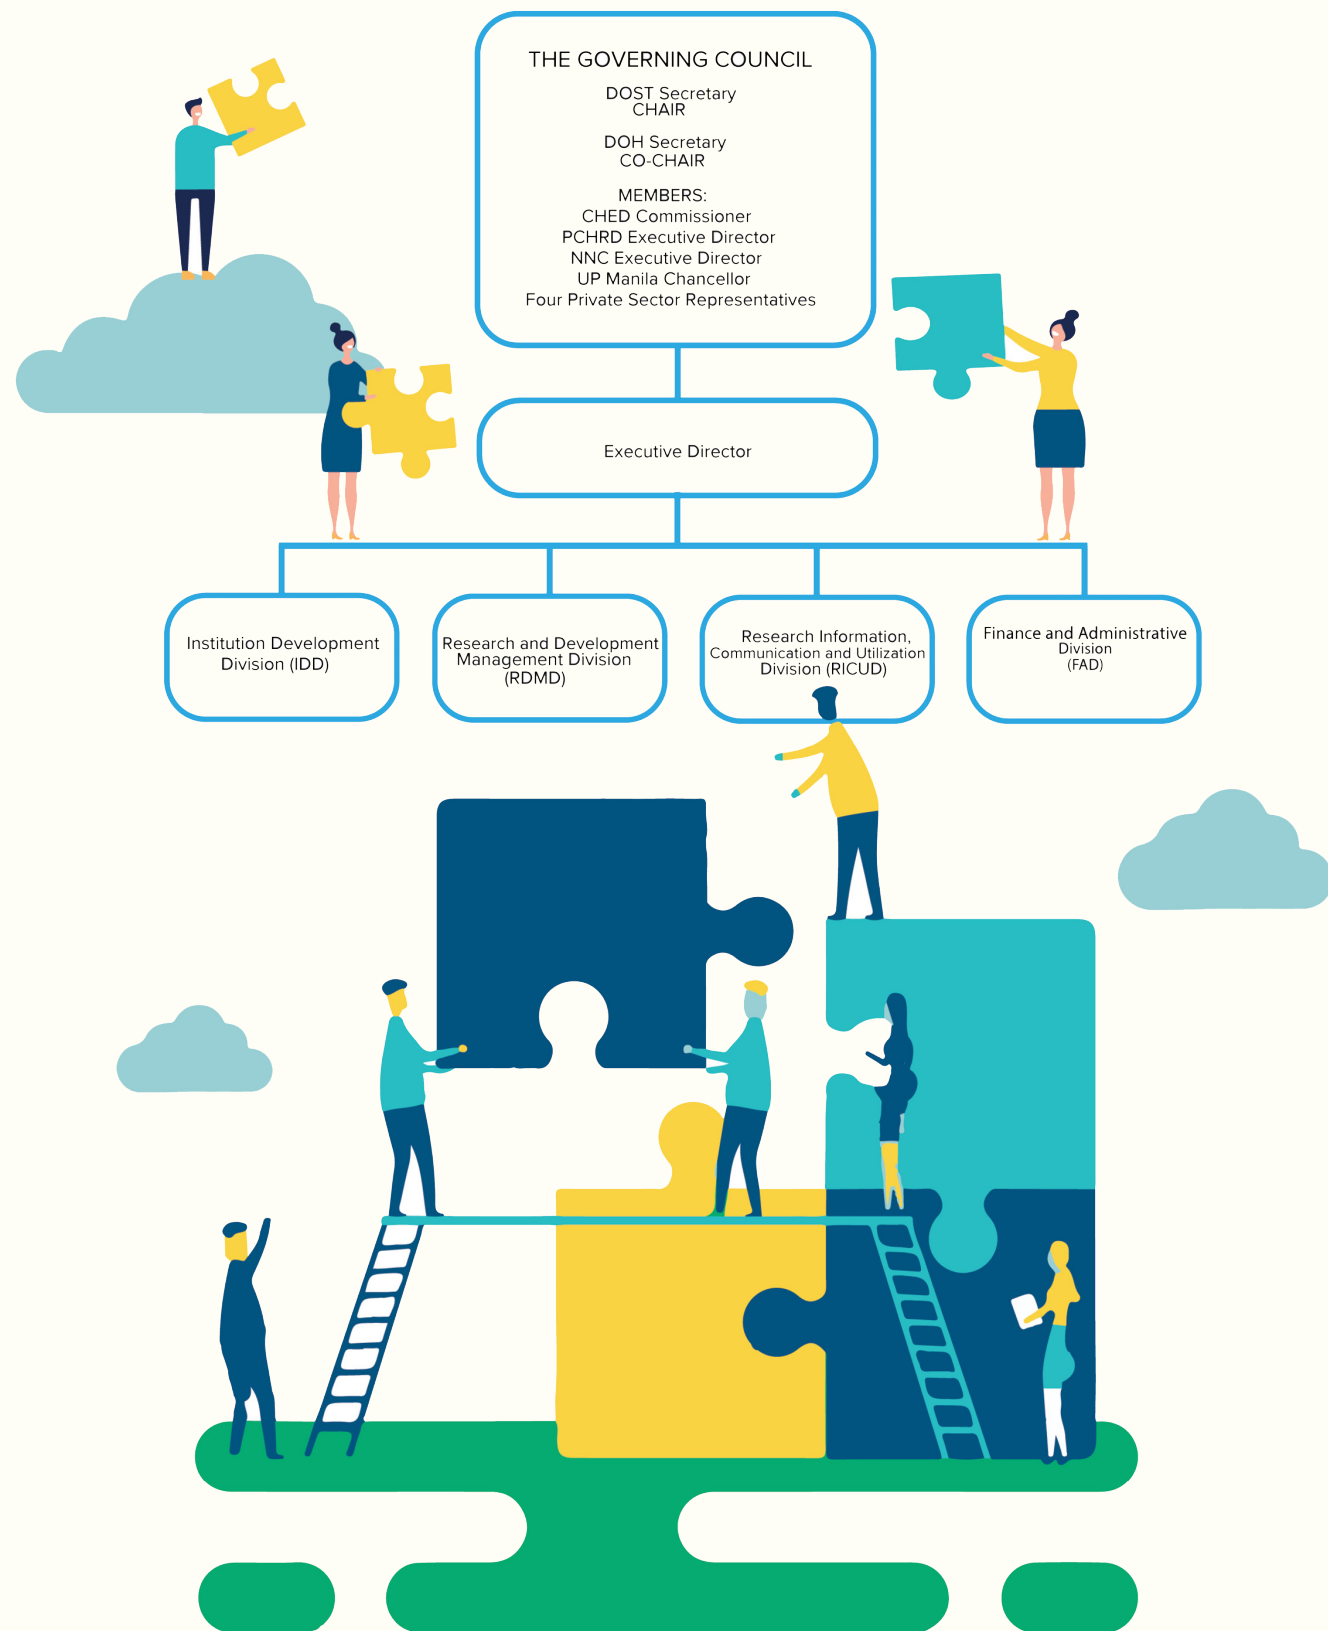 THE GOVERNING COUNCIL
DOST Secretary
CHAIR
DOH Secretary
CO-CHAIR
MEMBERS:
CHED Commissioner
PCHRD Executive Director
NNC Executive Director
UP Manila Chancellor
Four Private Sector Representatives
Executive Director
Institution Development
Division (IDD)
Research and Development
Management Division
(RDMD)
Research Information,
Communication and Utilization
Division (RICUD)
Finance and Administrative
Division
(FAD)